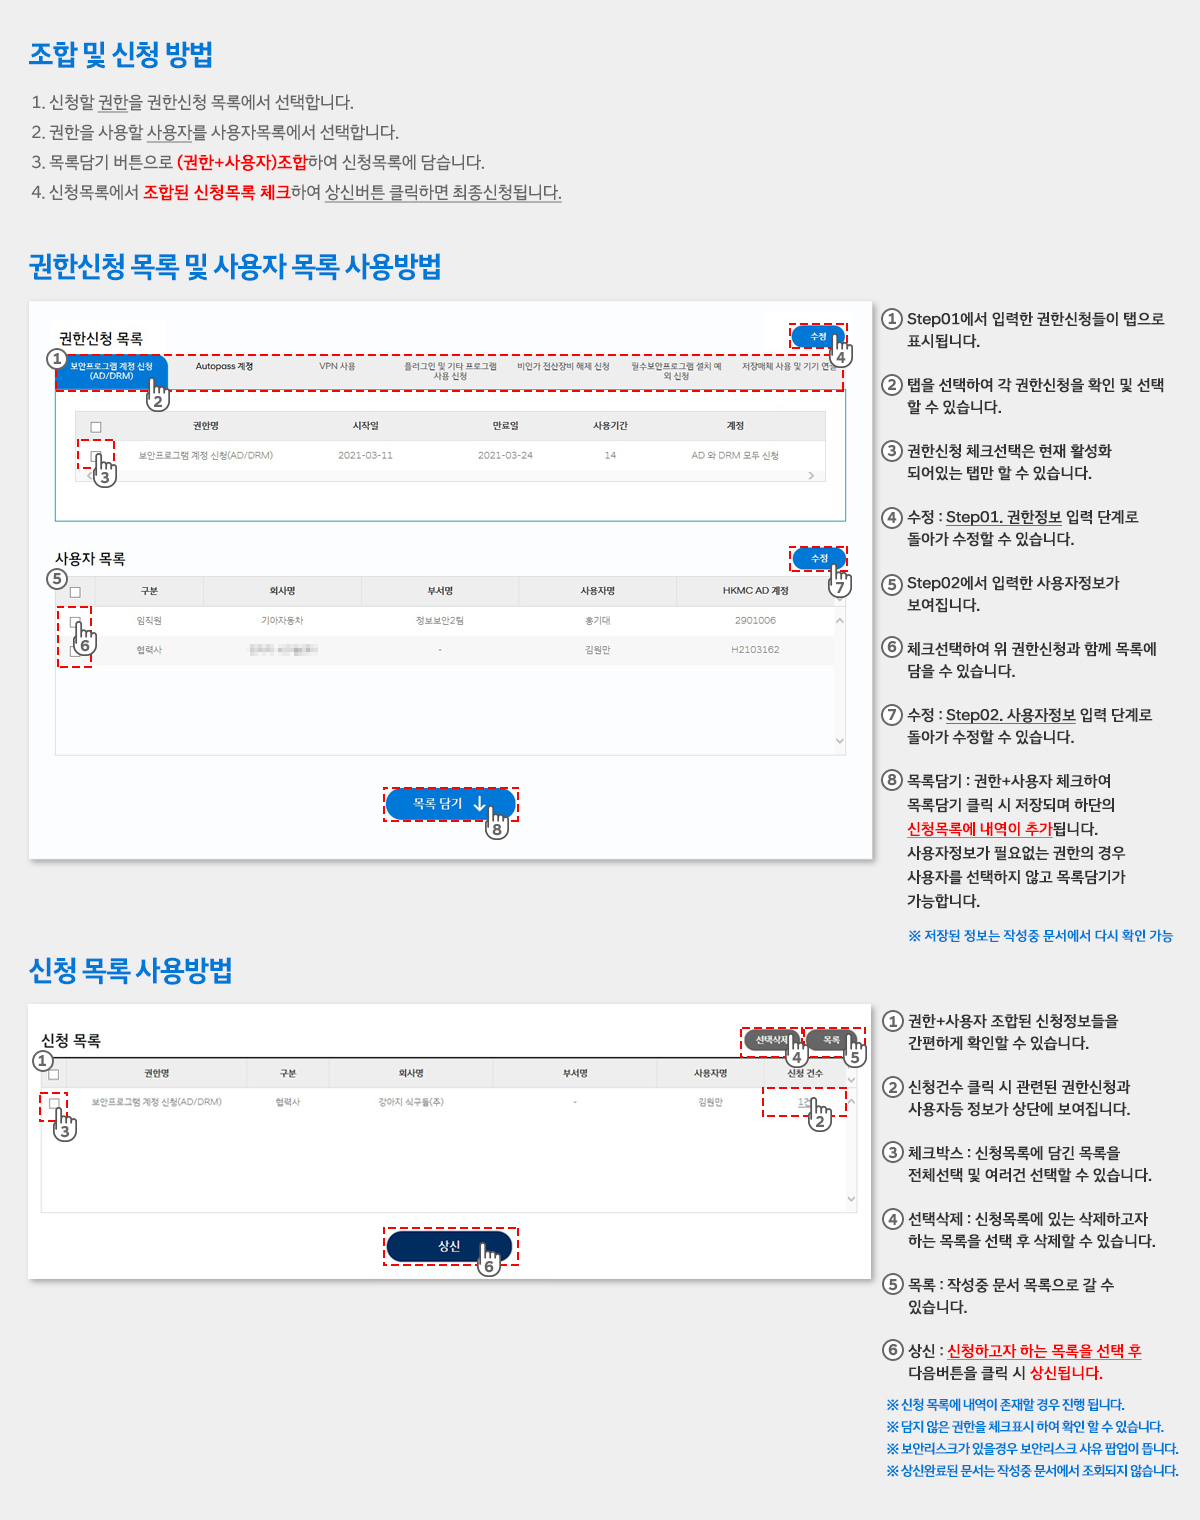 조합 및 신청 방법
1. 신청할 권한을 권한신청 목록에서 선택합니다.
2. 권한을 사용할 사용자를 사용자목록에서 선택합니다.
3. 목록담기 버튼으로 (권한+사용자)조합하여 신청목록에 담습니다.
4. 신청목록에서 조합된 신청목록 체크하여 상신버튼 클릭하면 최종신청됩니다.
권한신청 목록 및 사용자 목록 사용방법
권한신청 목록
수정
4
1
보안프로그램 계정 신청
(AD/DRM)
2
Autopass 계정
VPN 사용
플러그인 및 기타 프로그램
사용 신청
비인가 전산장비 해제 신청
필수보안프로그램 설치 예
외 신청
저장매체 사용 및 기기 연결
권한명 시작일 만료일 사용기간 계정
보안프로그램 계정 신청(AD/DRM) 2021-03-11 2021-03-24 14 AD 와 DRM 모두 신청
3
사용자 목록
수정
7
5
구분 회사명 부서명 사용자명 HKMC AD 계정
임직원 기아자동차 정보보안2팀 홍기대 2901006
6
협력사 - 김원만 H2103162
목록 담기
8
1 Step01에서 입력한 권한신청들이 탭으로
표시됩니다.
2 탭을 선택하여 각 권한신청을 확인 및 선택
할 수 있습니다.
3 권한신청 체크선택은 현재 활성화
되어있는 탭만 할 수 있습니다.
4 수정 : Step01. 권한정보 입력 단계로
돌아가 수정할 수 있습니다.
5 Step02에서 입력한 사용자정보가
보여집니다.
6 체크선택하여 위 권한신청과 함께 목록에
담을 수 있습니다.
7 수정 : Step02. 사용자정보 입력 단계로
돌아가 수정할 수 있습니다.
8 목록담기 : 권한+사용자 체크하여
목록담기 클릭 시 저장되며 하단의
신청목록에 내역이 추가됩니다.
사용자정보가 필요없는 권한의 경우
사용자를 선택하지 않고 목록담기가
가능합니다.
※ 저장된 정보는 작성중 문서에서 다시 확인 가능
신청 목록 사용방법
신청 목록
선택삭제
4
목록
5
1
권한명 구분 회사명 부서명 사용자명 신청 건수
보안프로그램 계정 신청(AD/DRM) 협력사 강아지 식구들(주) - 김원만 1건
3
2
상신
6
1 권한+사용자 조합된 신청정보들을
간편하게 확인할 수 있습니다.
2 신청건수 클릭 시 관련된 권한신청과
사용자등 정보가 상단에 보여집니다.
3 체크박스 : 신청목록에 담긴 목록을
전체선택 및 여러건 선택할 수 있습니다.
4 선택삭제 : 신청목록에 있는 삭제하고자
하는 목록을 선택 후 삭제할 수 있습니다.
5 목록 : 작성중 문서 목록으로 갈 수
있습니다.
6 상신 : 신청하고자 하는 목록을 선택 후
다음버튼을 클릭 시 상신됩니다.
※ 신청 목록에 내역이 존재할 경우 진행 됩니다.
※ 담지 않은 권한을 체크표시 하여 확인 할 수 있습니다.
※ 보안리스크가 있을경우 보안리스크 사유 팝업이 뜹니다.
※ 상신완료된 문서는 작성중 문서에서 조회되지 않습니다.